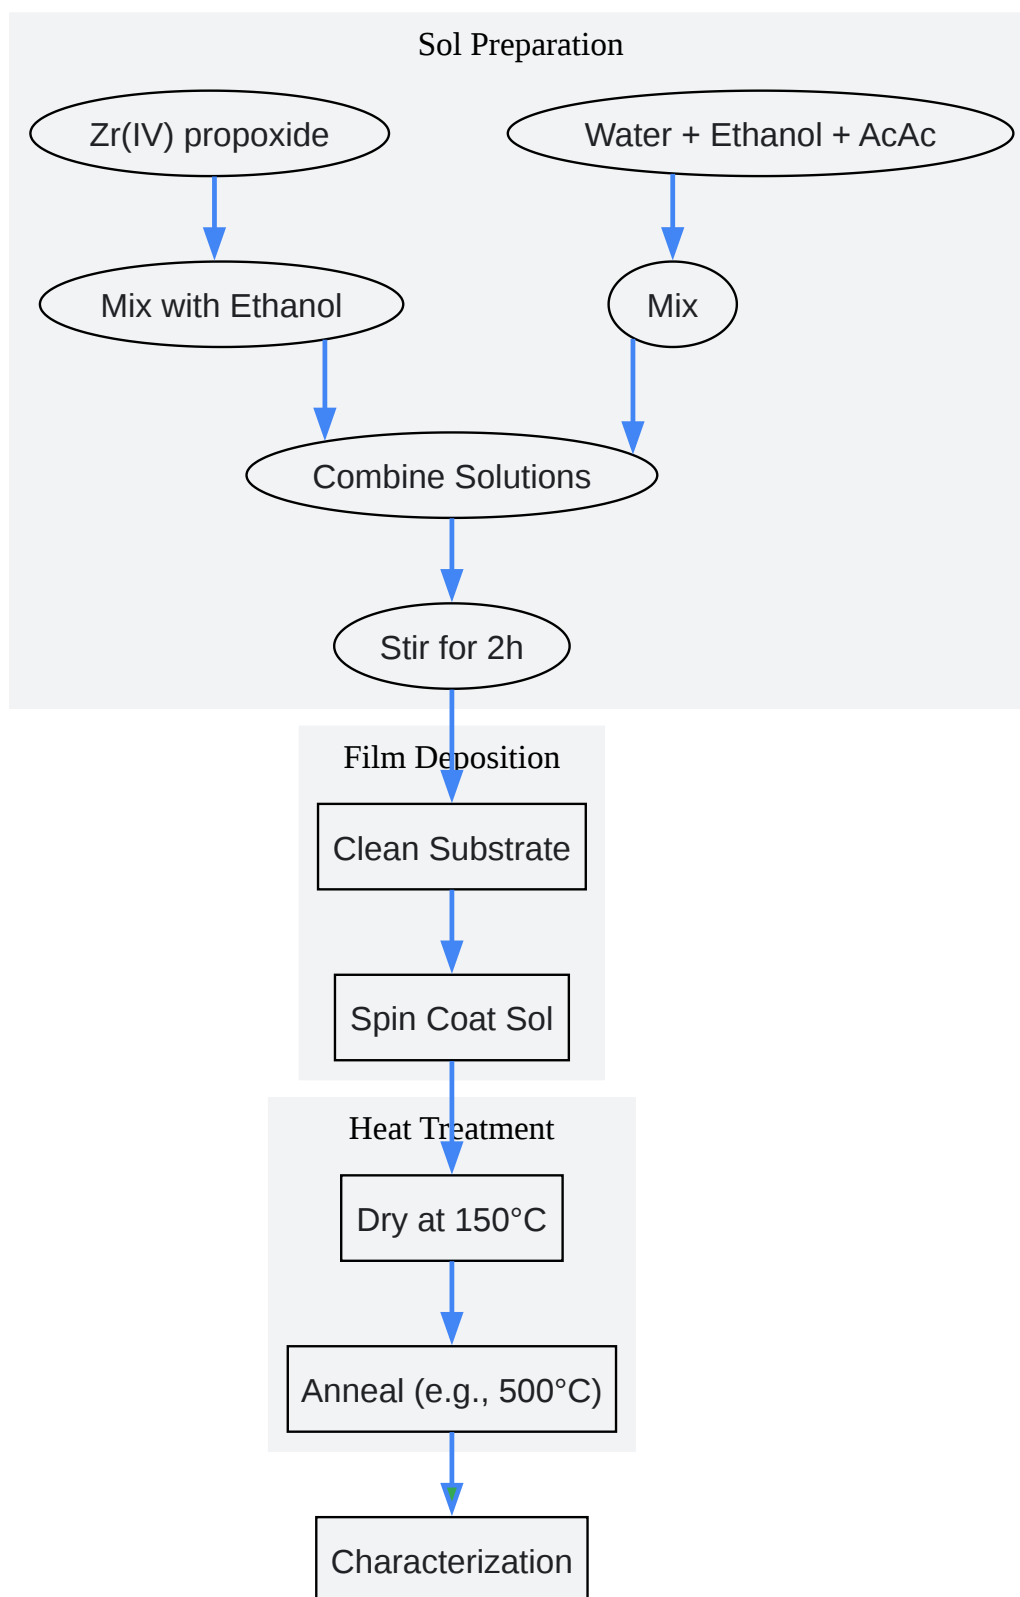 Sol Preparation
Zr(IV) propoxide
Water + Ethanol + AcAc
Mix with Ethanol
Mix
Combine Solutions
Stir for 2h
Film Deposition
Clean Substrate
Spin Coat Sol
Heat Treatment
Dry at 150°C
Anneal (e.g., 500°C)
Characterization